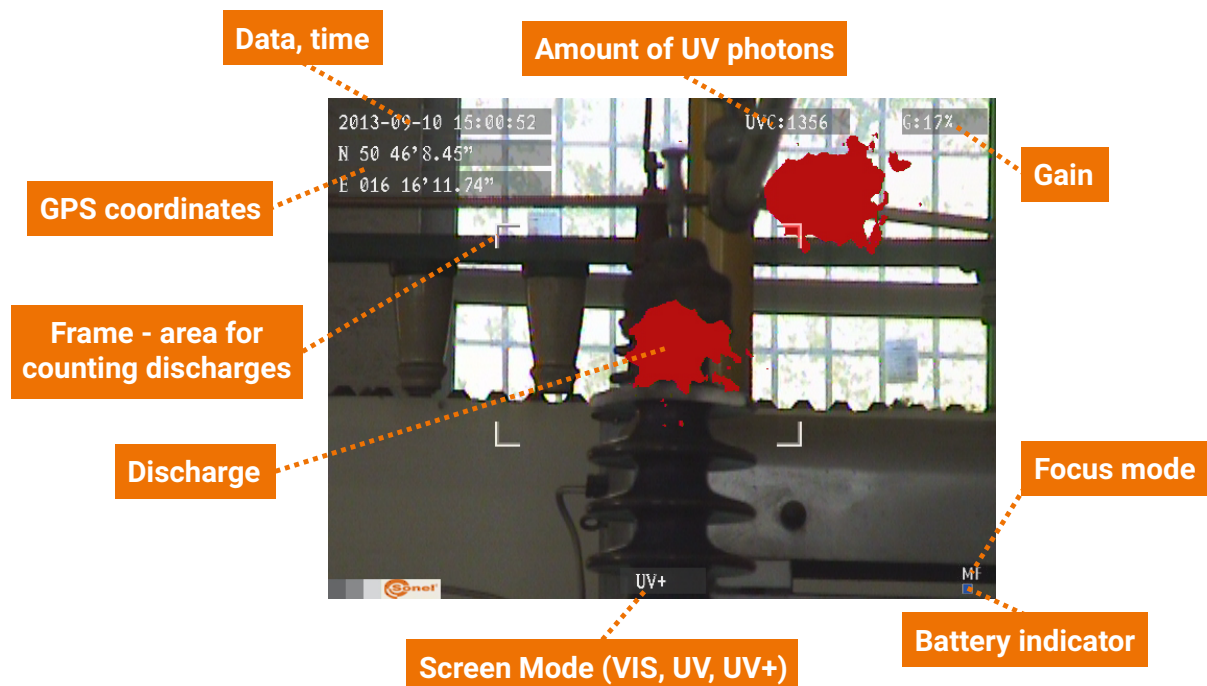 Data, time
Amount of UV photons
2013-09-10 15:00:52
UVC:1356
G:17%
N 50 46'8.45"
E 016 16'11.74"
Gain
GPS coordinates
Frame - area for
counting discharges
Discharge
Focus mode
MF
UV+
Sonel
Battery indicator
Screen Mode (VIS, UV, UV+)